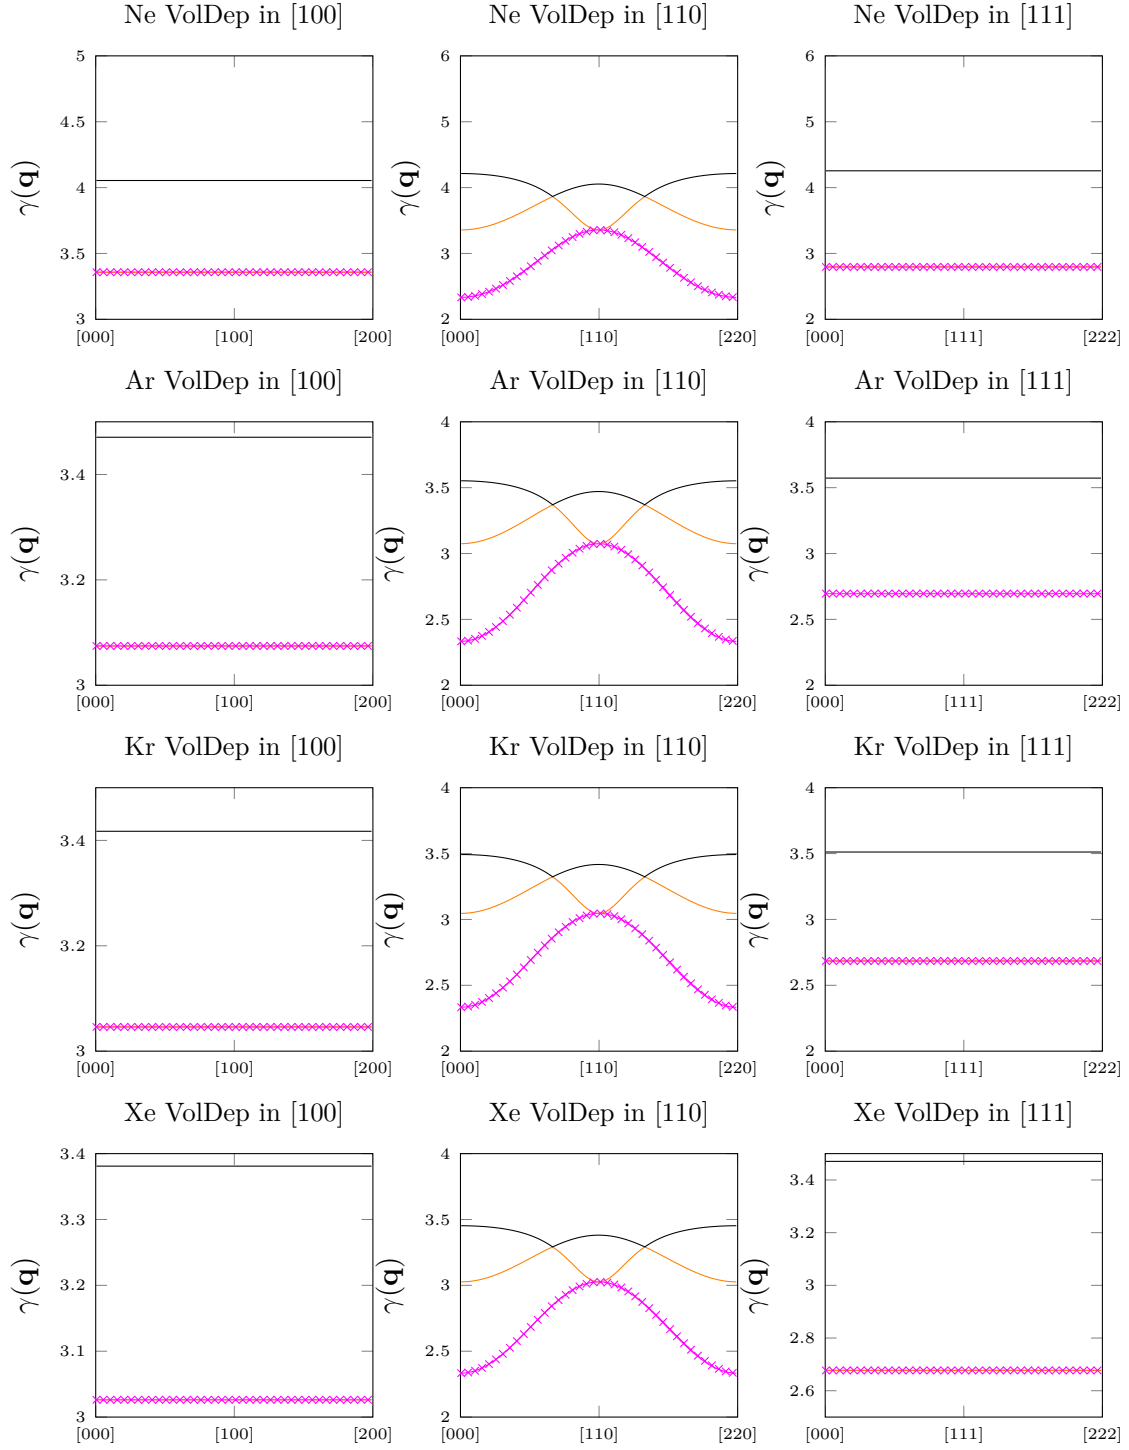 Ne VolDep in [100]
Ne VolDep in [110]
Ne VolDep in [111]
γ(q)
5
4.5
4
3.5
3
[000] [100] [200]
γ(q)
6
5
4
3
2
[000] [110] [220]
6
5
4
3
2
[000] [111] [222]
γ(q)
Ar VolDep in [100]
Ar VolDep in [110]
Ar VolDep in [111]
γ(q)
3.4
3.2
3
[000] [100] [200]
γ(q)
4
3.5
3
2.5
2
[000] [110] [220]
γ(q)
4
3.5
3
2.5
2
[000] [111] [222]
Kr VolDep in [100]
Kr VolDep in [110]
Kr VolDep in [111]
γ(q)
3.4
3.2
3
[000] [100] [200]
γ(q)
4
3.5
3
2.5
2
[000] [110] [220]
γ(q)
4
3.5
3
2.5
2
[000] [111] [222]
Xe VolDep in [100]
Xe VolDep in [110]
Xe VolDep in [111]
γ(q)
3.4
3.3
3.2
3.1
3
[000] [100] [200]
γ(q)
4
3.5
3
2.5
2
[000] [110] [220]
γ(q)
3.4
3.2
3
2.8
2.6
[000] [111] [222]